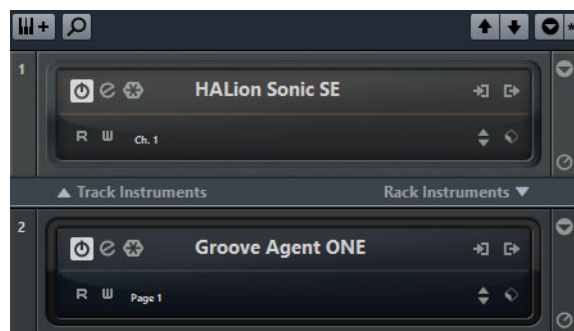 1
HALion Sonic SE
R W Ch. 1
Track Instruments Rack Instruments
2
Groove Agent ONE
R W Page 1